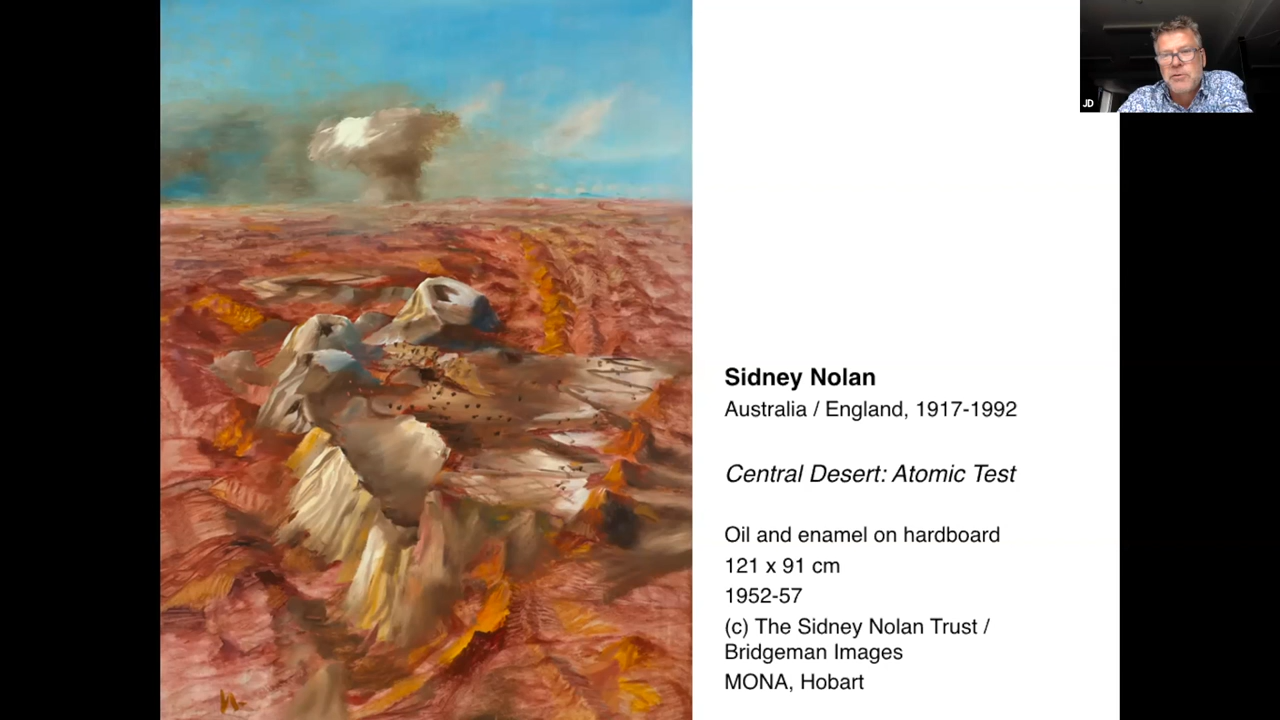 JD
Sidney Nolan
Australia / England, 1917-1992
Central Desert: Atomic Test
Oil and enamel on hardboard
121 x 91 cm
1952-57
(c) The Sidney Nolan Trust /
Bridgeman Images
MONA, Hobart